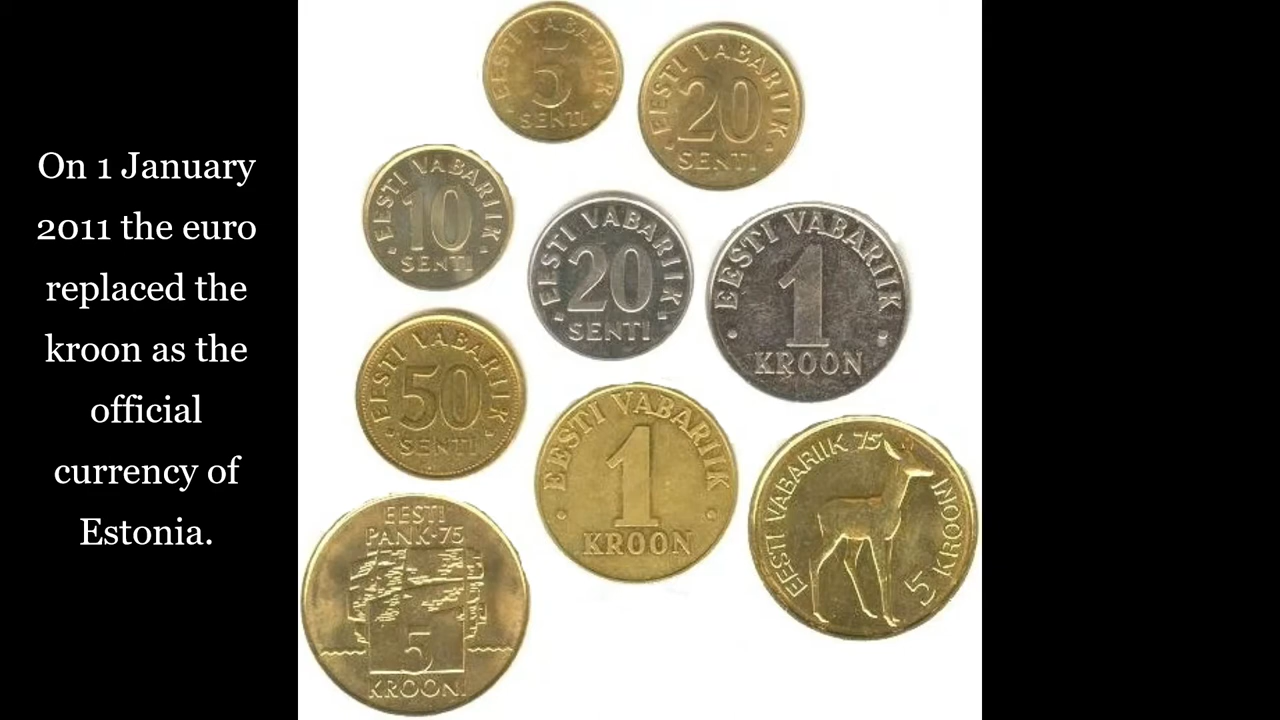 On 1 January
2011 the euro
replaced the
kroon as the
official
currency of
Estonia.
EESTI VABARIIK
5
SENTI
EESTI VABARIIK
20
SENTI
EESTI VABARIIK
10
SENTI
EESTI VABARIIK
20
SENTI
EESTI VABARIIK
1
KROON
EESTI VABARIIK
50
SENTI
EESTI VABARIIK
1
KROON
EESTI VABARIIK 75
5 KROONI
EESTI
PANK·75
5
KROONI